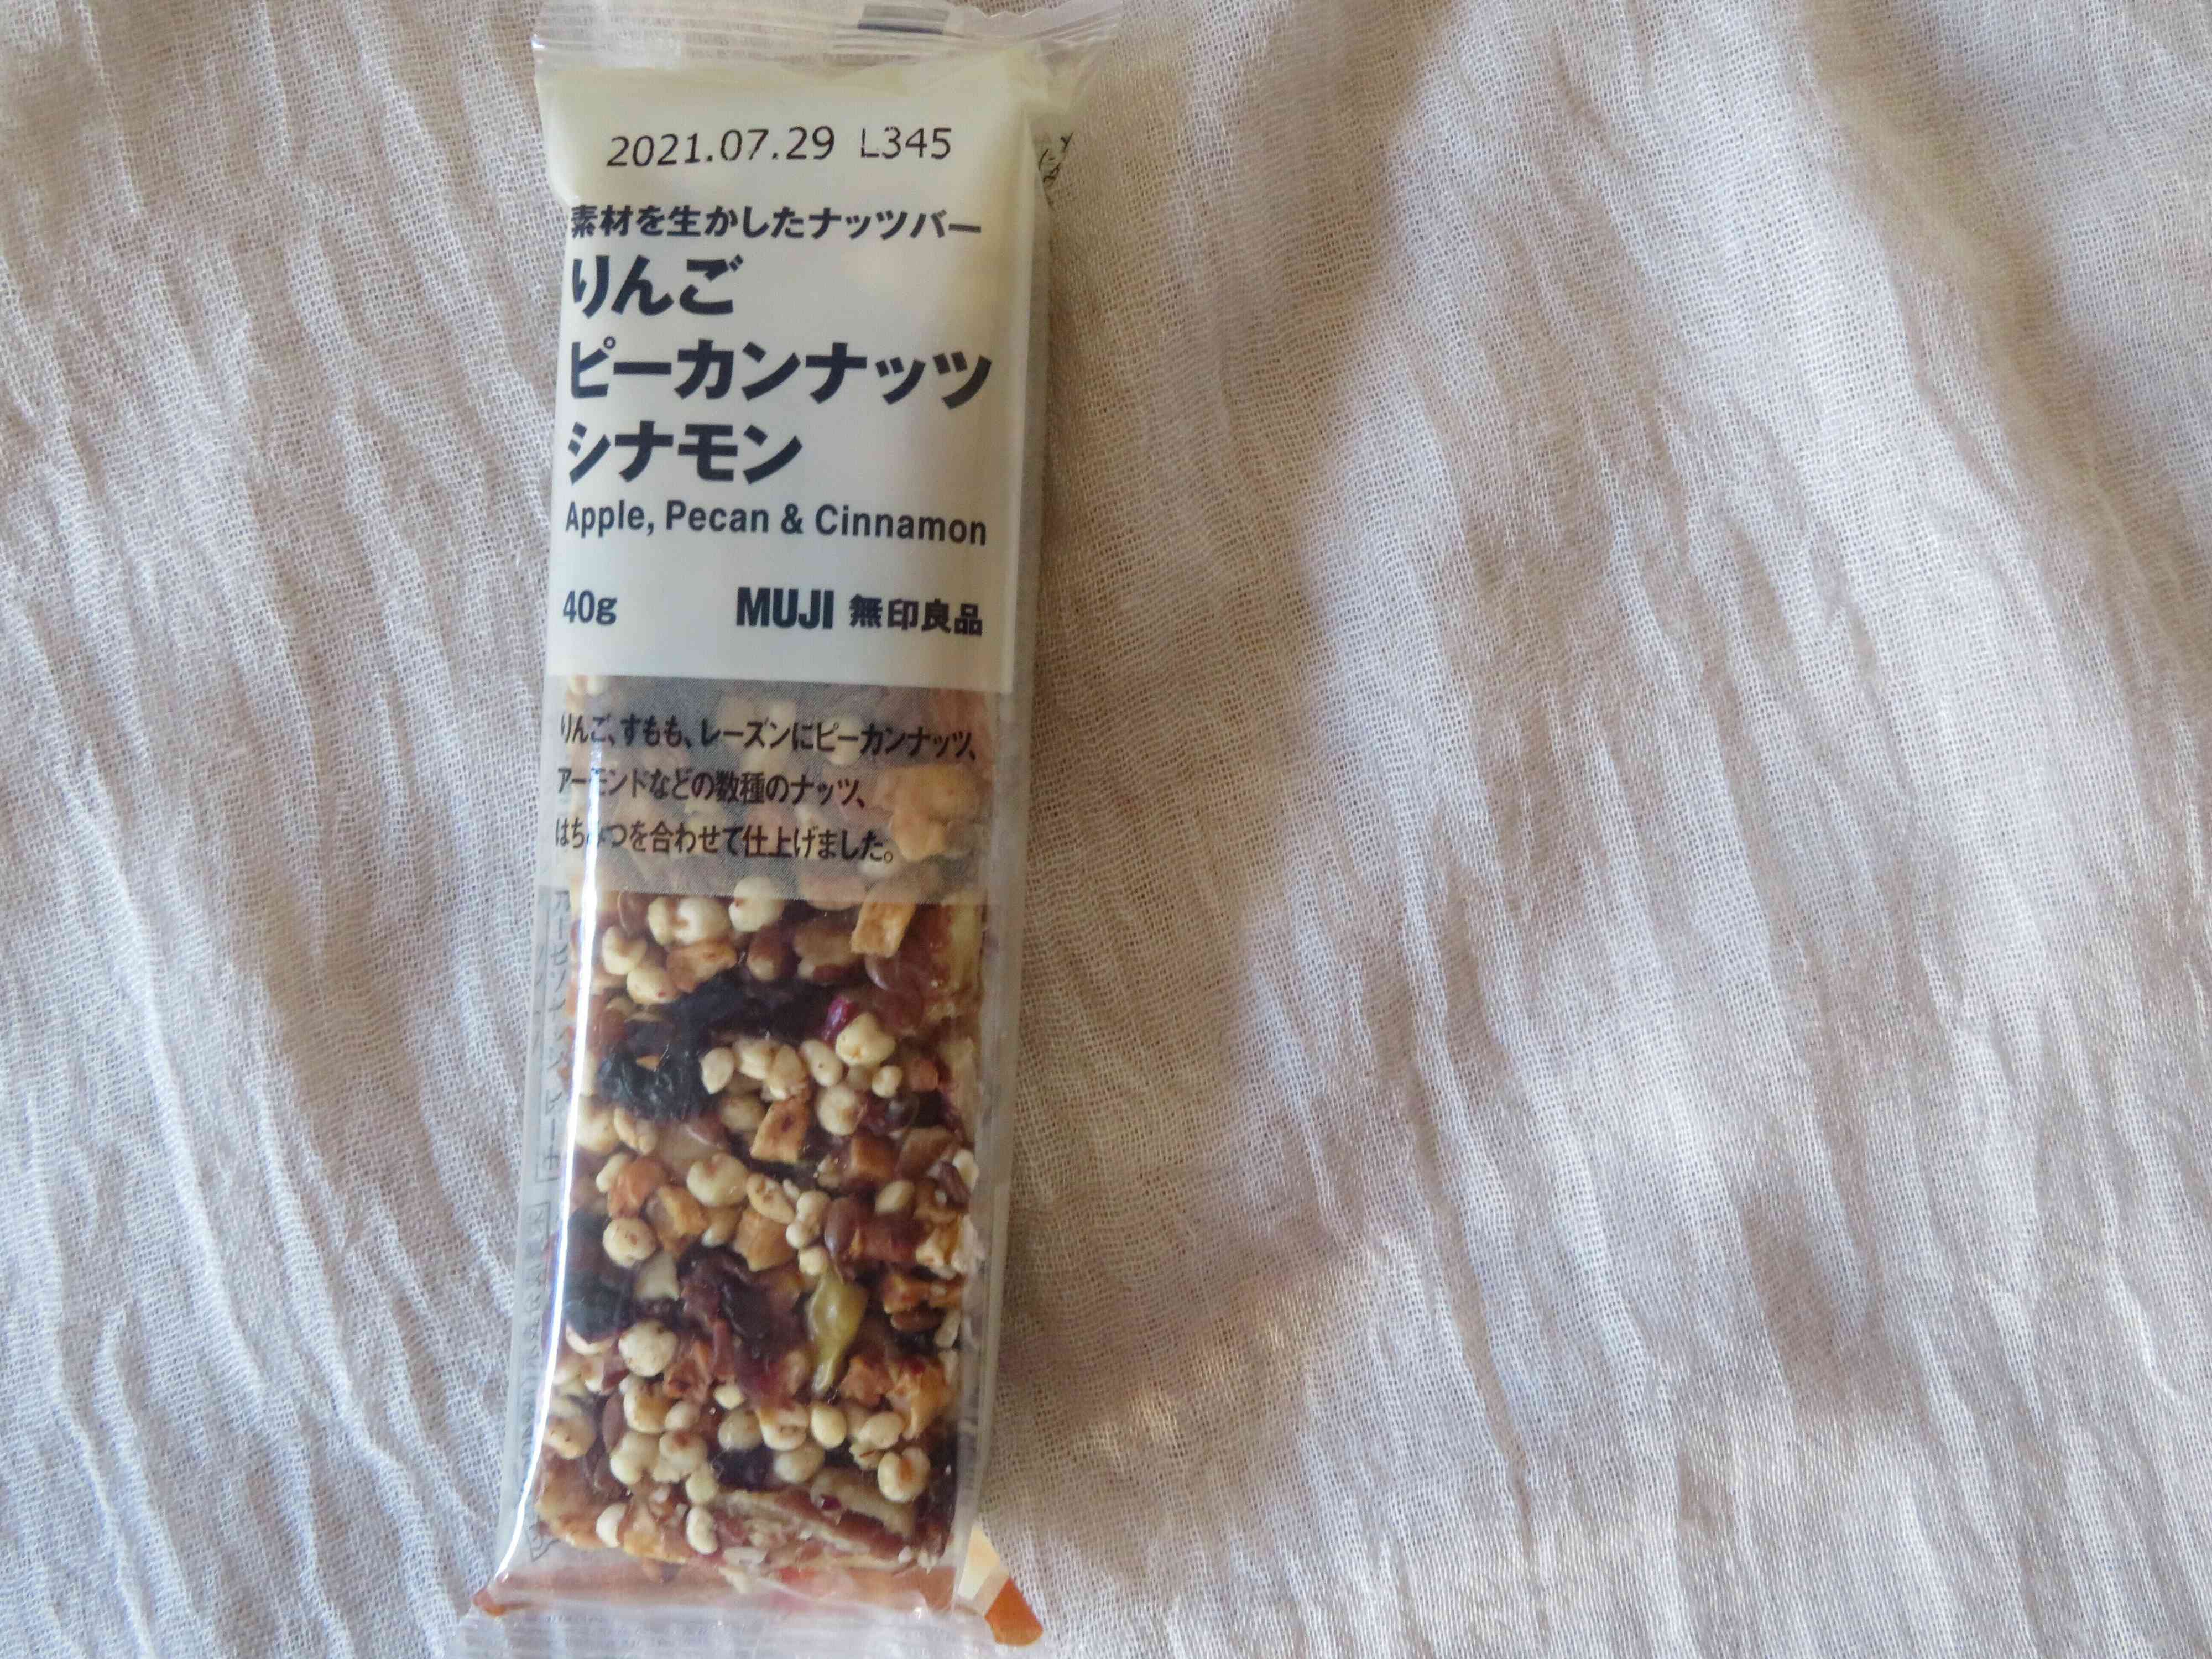 2021.07.29 L345
素材を生かしたナッツバー
りんご
ピーカンナッツ
シナモン
Apple, Pecan & Cinnamon
40g MUJI 無印良品
りんご、すもも、レーズンにピーカンナッツ、
アーモンドなどの数種のナッツ、
はちみつを合わせて仕上げました。